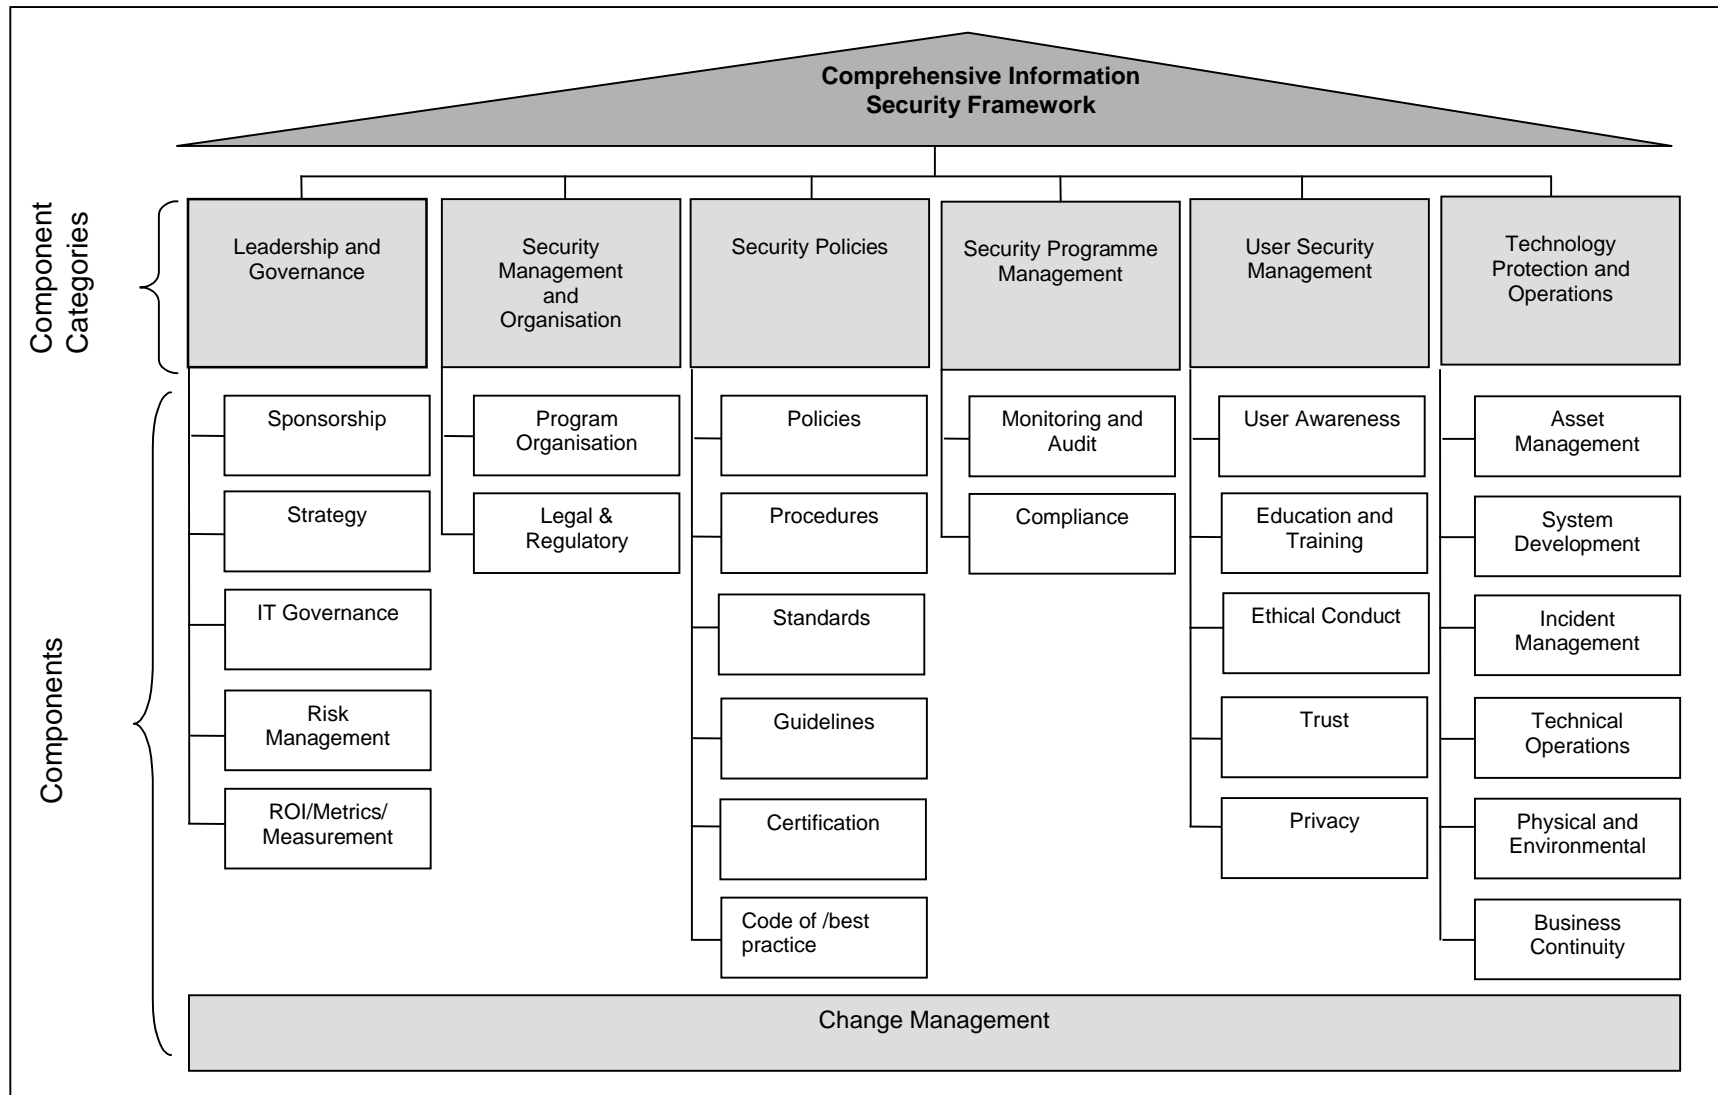 Comprehensive Information
Security Framework
Component
Categories
Leadership and
Governance
Security
Management
and
Organisation
Security Policies
Security Programme
Management
User Security
Management
Technology
Protection and
Operations
Components
Sponsorship
Strategy
IT Governance
Risk
Management
ROI/Metrics/
Measurement
Program
Organisation
Legal &
Regulatory
Policies
Procedures
Standards
Guidelines
Certification
Code of /best
practice
Monitoring and
Audit
Compliance
User Awareness
Education and
Training
Ethical Conduct
Trust
Privacy
Asset
Management
System
Development
Incident
Management
Technical
Operations
Physical and
Environmental
Business
Continuity
Change Management